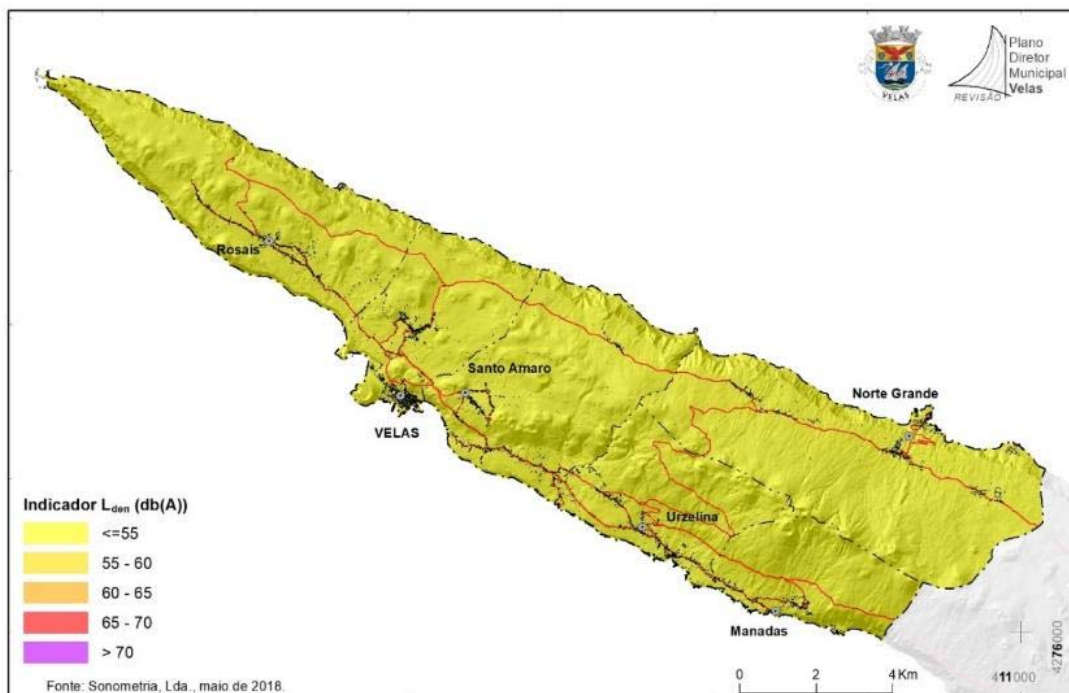 Plano
Diretor
Municipal
Velas
REVISÃO
VELAS
Rosais
Santo Amaro
Norte Grande
VELAS
Urzelina
Manadas
Indicador Lden (db(A))
<=55
55 - 60
60 - 65
65 - 70
> 70
0 2 4 Km
411000
4276000
Fonte: Sonometria, Lda., maio de 2018.